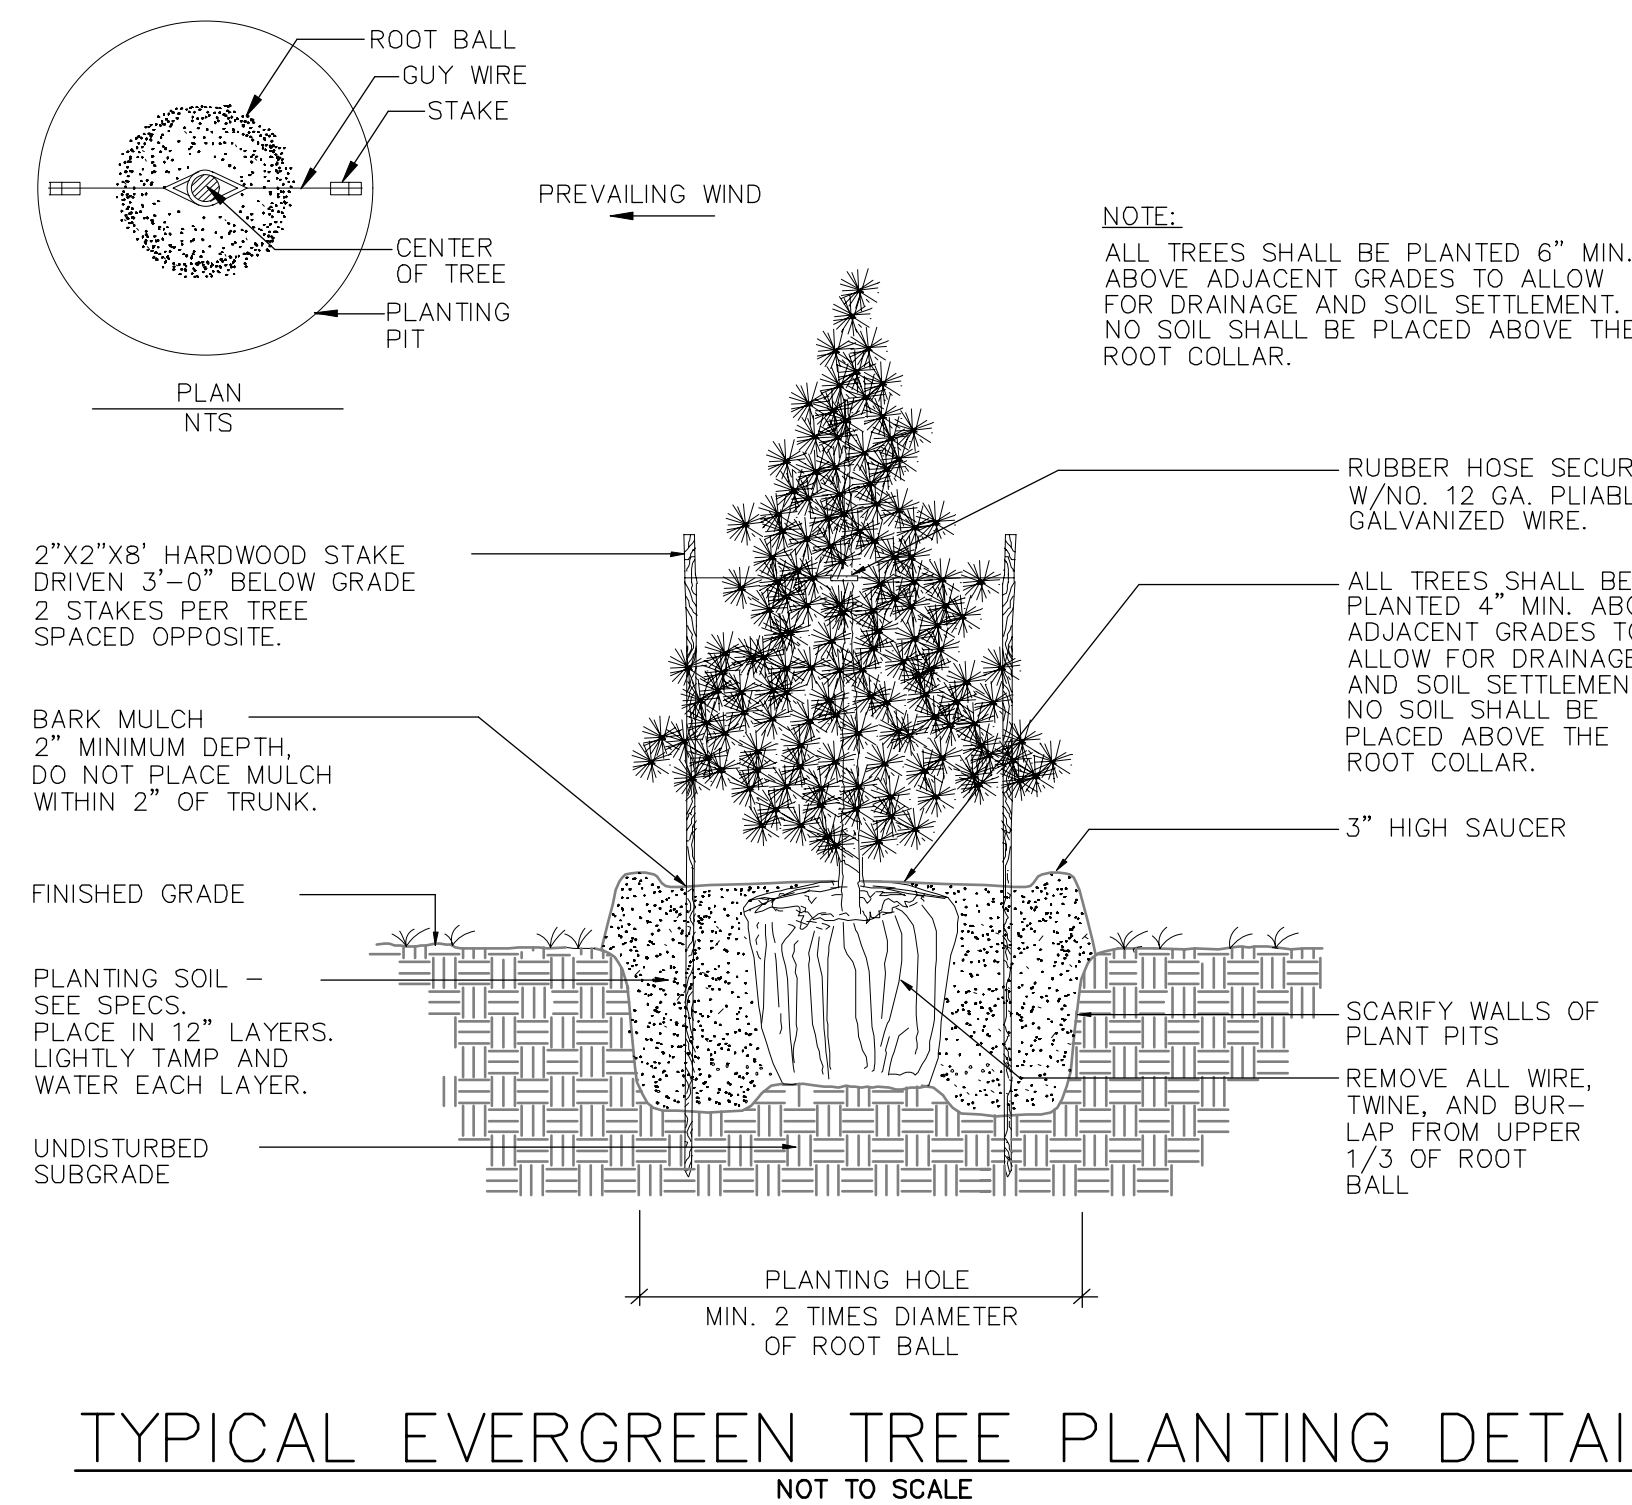 ROOT BALL
GUY WIRE
STAKE
CENTER
OF TREE
PLANTING
PIT
PLAN
NTS
PREVAILING WIND
NOTE:
ALL TREES SHALL BE PLANTED 6" MIN.
ABOVE ADJACENT GRADES TO ALLOW
FOR DRAINAGE AND SOIL SETTLEMENT.
NO SOIL SHALL BE PLACED ABOVE THE
ROOT COLLAR.
2"X2"X8' HARDWOOD STAKE
DRIVEN 3'-0" BELOW GRADE
2 STAKES PER TREE
SPACED OPPOSITE.
BARK MULCH
2" MINIMUM DEPTH,
DO NOT PLACE MULCH
WITHIN 2" OF TRUNK.
FINISHED GRADE
PLANTING SOIL -
SEE SPECS.
PLACE IN 12" LAYERS.
LIGHTLY TAMP AND
WATER EACH LAYER.
UNDISTURBED
SUBGRADE
RUBBER HOSE SECUR
W/NO. 12 GA. PLIABL
GALVANIZED WIRE.
ALL TREES SHALL BE
PLANTED 4" MIN. ABO
ADJACENT GRADES TO
ALLOW FOR DRAINAGE
AND SOIL SETTLEMEN
NO SOIL SHALL BE
PLACED ABOVE THE
ROOT COLLAR.
3" HIGH SAUCER
SCARIFY WALLS OF
PLANT PITS
REMOVE ALL WIRE,
TWINE, AND BUR-
LAP FROM UPPER
1/3 OF ROOT
BALL
PLANTING HOLE
MIN. 2 TIMES DIAMETER
OF ROOT BALL
TYPICAL EVERGREEN TREE PLANTING DETAI
NOT TO SCALE